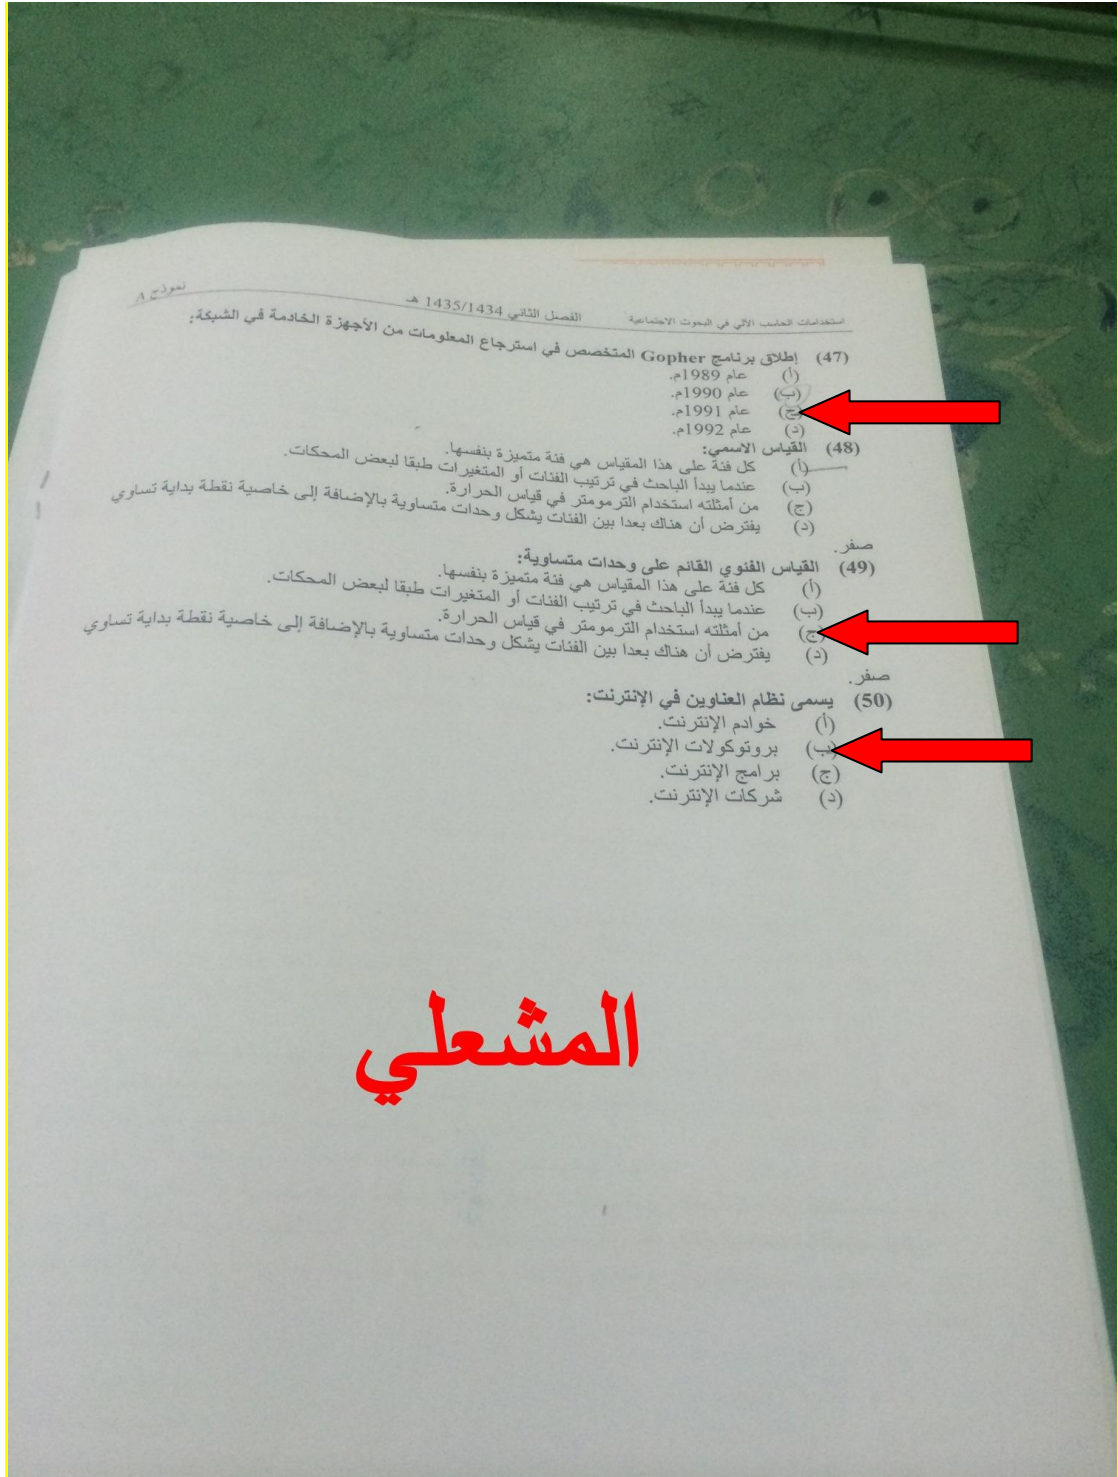 استخدامات الحاسب الآلي في البحوث الاجتماعية الفصل الثاني 1435/1434 هـ نموذج A
(47) إطلاق برنامج Gopher المتخصص في استرجاع المعلومات من الأجهزة الخادمة في الشبكة:
(أ) عام 1989م.
(ب) عام 1990م.
(ج) عام 1991م.
(د) عام 1992م.
(48) القياس الاسمي:
(أ) كل فئة على هذا المقياس هي فئة متميزة بنفسها.
(ب) عندما يبدأ الباحث في ترتيب الفئات أو المتغيرات طبقا لبعض المحكات.
(ج) من أمثلته استخدام الترمومتر في قياس الحرارة.
(د) يفترض أن هناك بعدا بين الفئات يشكل وحدات متساوية بالإضافة إلى خاصية نقطة بداية تساوي
صفر.
(49) القياس الفئوي القائم على وحدات متساوية:
(أ) كل فئة على هذا المقياس هي فئة متميزة بنفسها.
(ب) عندما يبدأ الباحث في ترتيب الفئات أو المتغيرات طبقا لبعض المحكات.
(ج) من أمثلته استخدام الترمومتر في قياس الحرارة.
(د) يفترض أن هناك بعدا بين الفئات يشكل وحدات متساوية بالإضافة إلى خاصية نقطة بداية تساوي
صفر.
(50) يسمى نظام العناوين في الإنترنت:
(أ) خوادم الإنترنت.
(ب) بروتوكولات الإنترنت.
(ج) برامج الإنترنت.
(د) شركات الإنترنت.
المشعلي